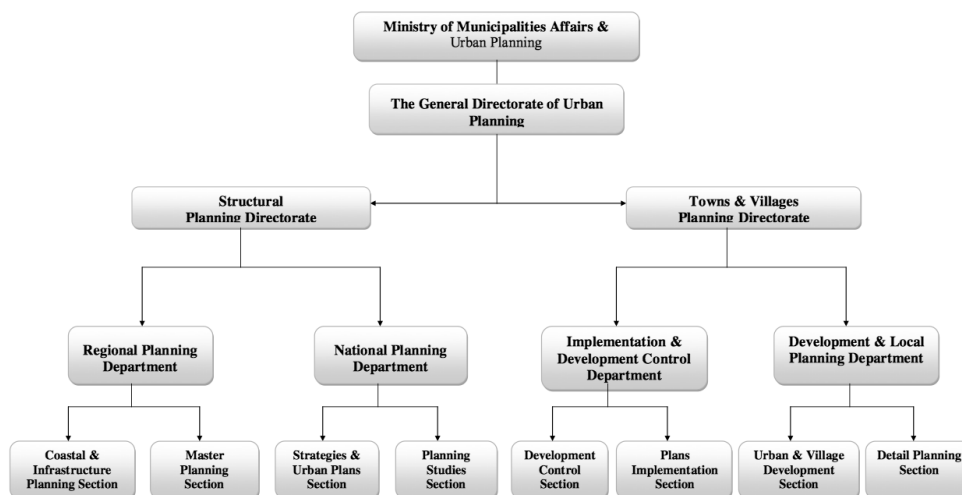 Ministry of Municipalities Affairs &
Urban Planning
The General Directorate of Urban
Planning
Structural
Planning Directorate
Towns & Villages
Planning Directorate
Regional Planning
Department
National Planning
Department
Implementation &
Development Control
Department
Development & Local
Planning Department
Coastal &
Infrastructure
Planning Section
Master
Planning
Section
Strategies &
Urban Plans
Section
Planning
Studies
Section
Development
Control
Section
Plans
Implementation
Section
Urban & Village
Development
Section
Detail Planning
Section